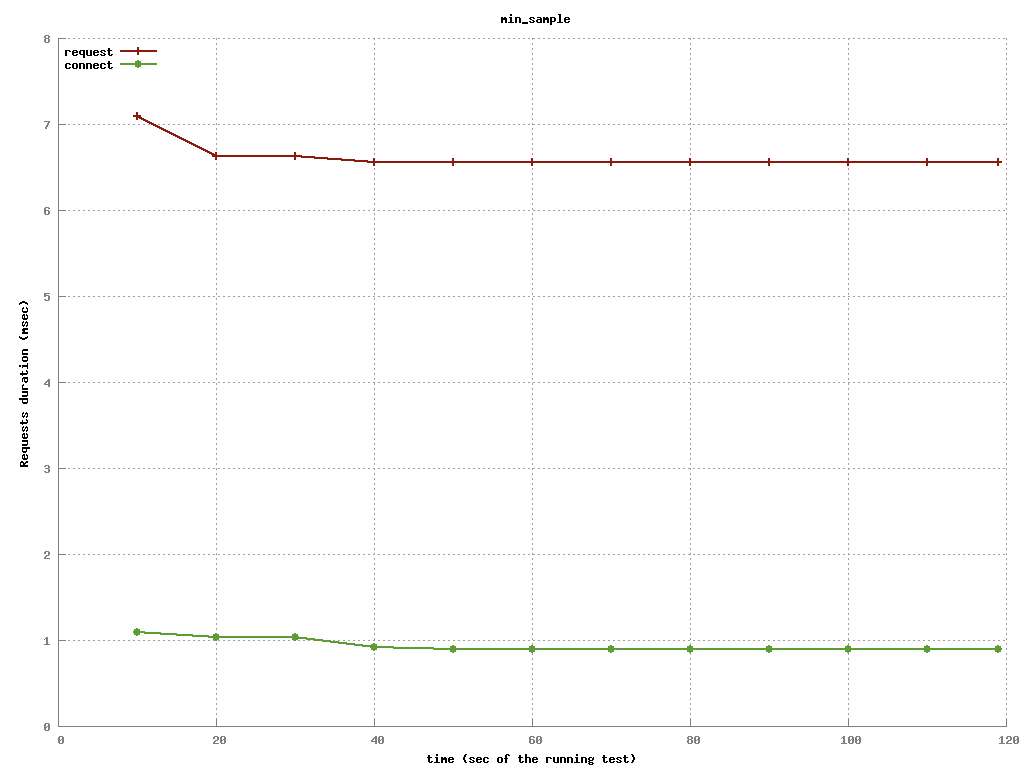 min_sample
8
request
connect
7
6
5
Requests duration (msec)
4
3
2
1
0
0 20 40 60 80 100 120
time (sec of the running test)